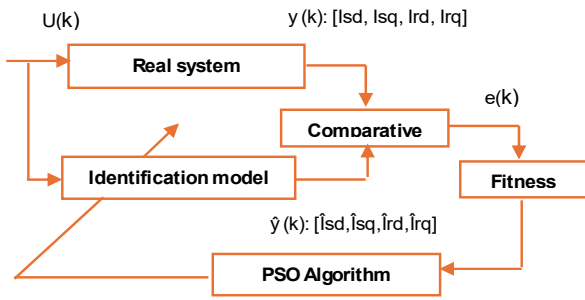 U(k)
y (k): [Isd, Isq, Ird, Irq]
Real system
e(k)
Comparative
Identification model
Fitness
ŷ (k): [Îsd,Îsq,Îrd,Îrq]
PSO Algorithm